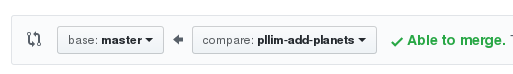 base: master compare: pllim-add-planets Able to merge.